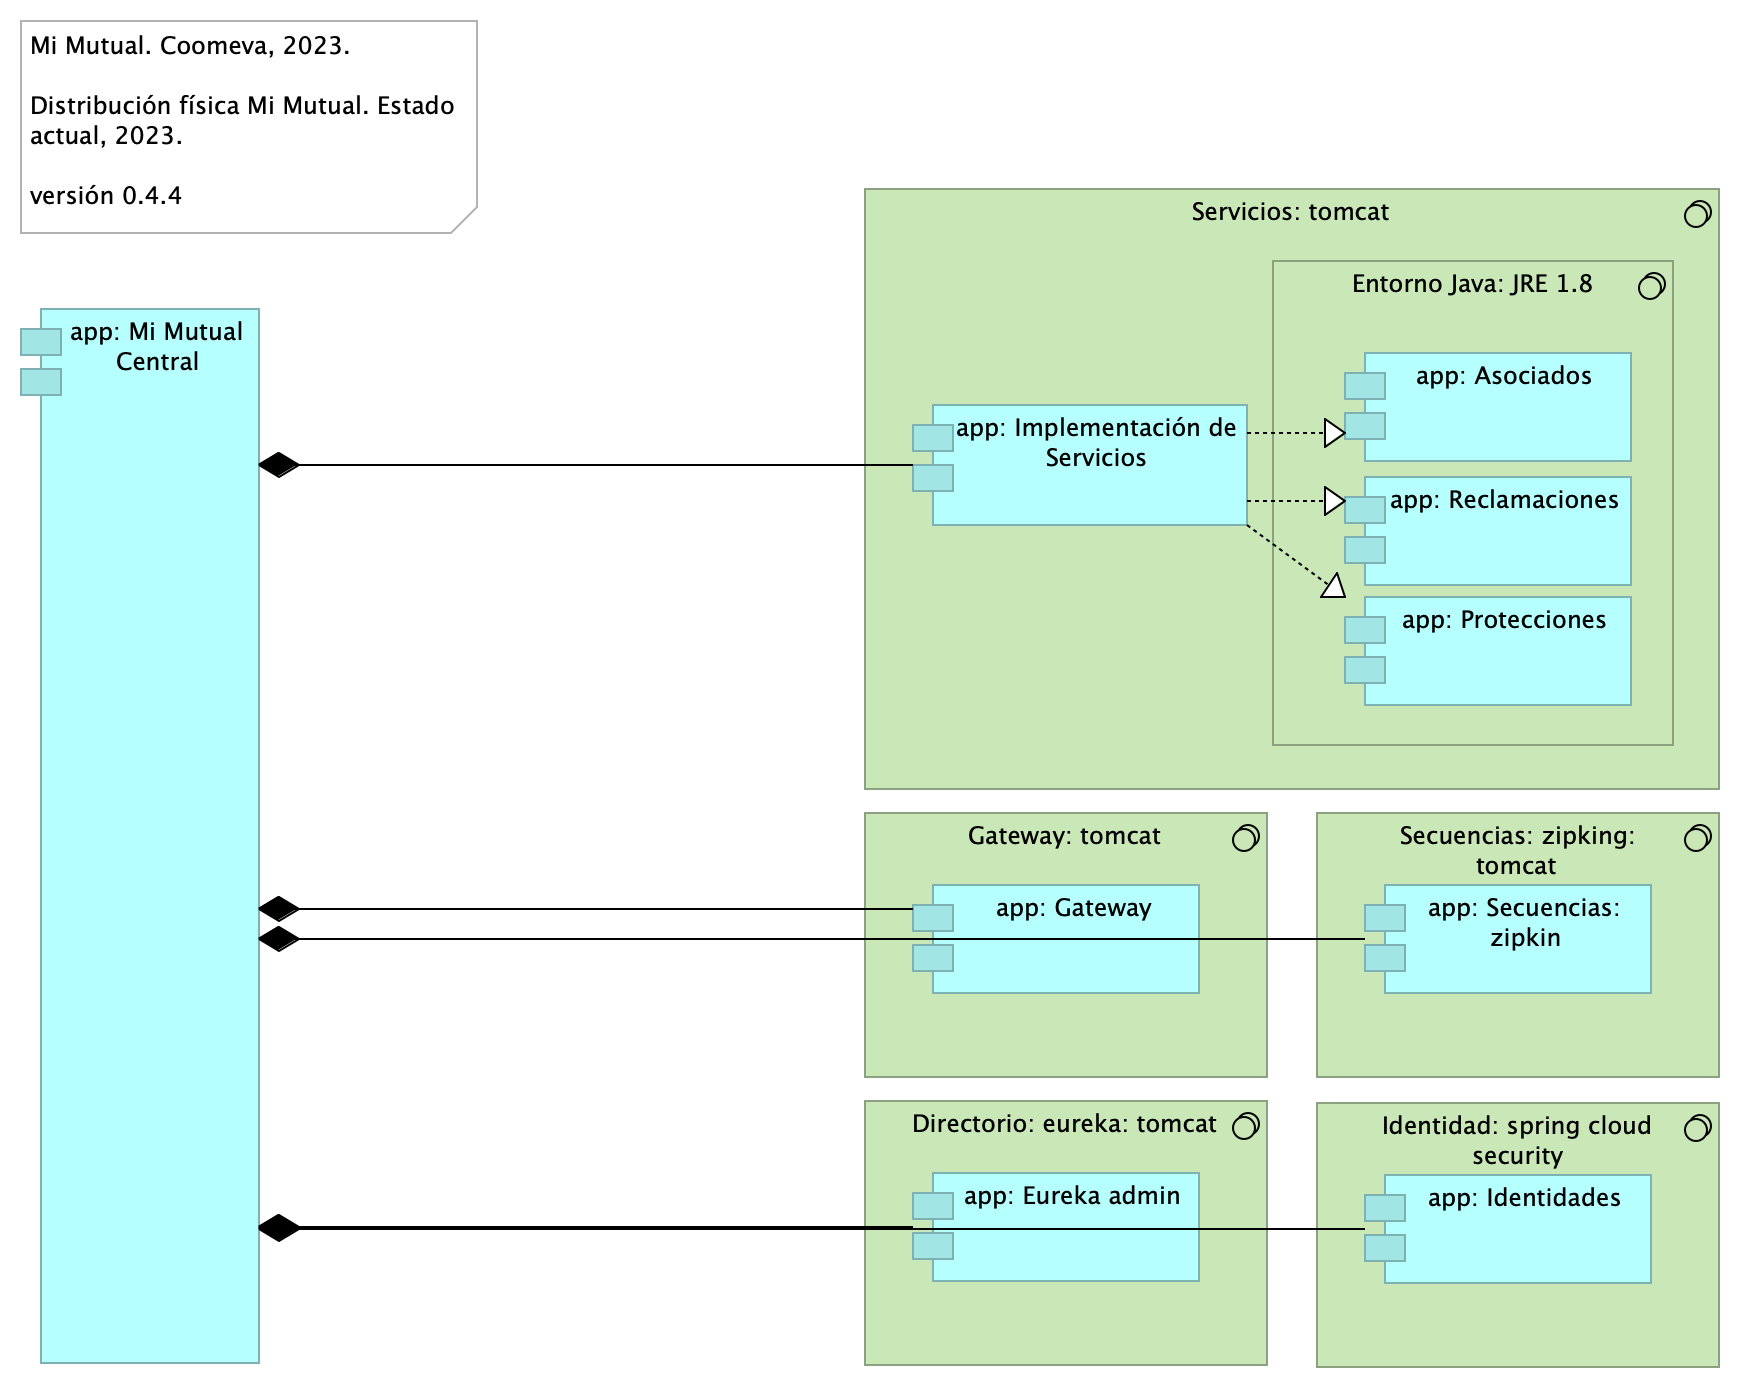 Mi Mutual. Coomeva, 2023.
Distribución física Mi Mutual. Estado
actual, 2023.
versión 0.4.4
app: Mi Mutual
Central
Servicios: tomcat
Entorno Java: JRE 1.8
app: Implementación de
Servicios
app: Asociados
app: Reclamaciones
app: Protecciones
Gateway: tomcat
app: Gateway
Secuencias: zipking:
tomcat
app: Secuencias:
zipkin
Directorio: eureka: tomcat
app: Eureka admin
Identidad: spring cloud
security
app: Identidades